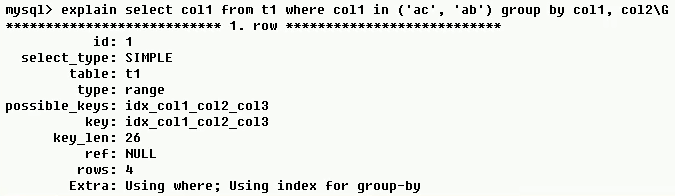 mysql> explain select col1 from t1 where col1 in ('ac', 'ab') group by col1, col2\G
*************************** 1. row ***************************
id: 1
select_type: SIMPLE
table: t1
type: range
possible_keys: idx_col1_col2_col3
key: idx_col1_col2_col3
key_len: 26
ref: NULL
rows: 4
Extra: Using where; Using index for group-by